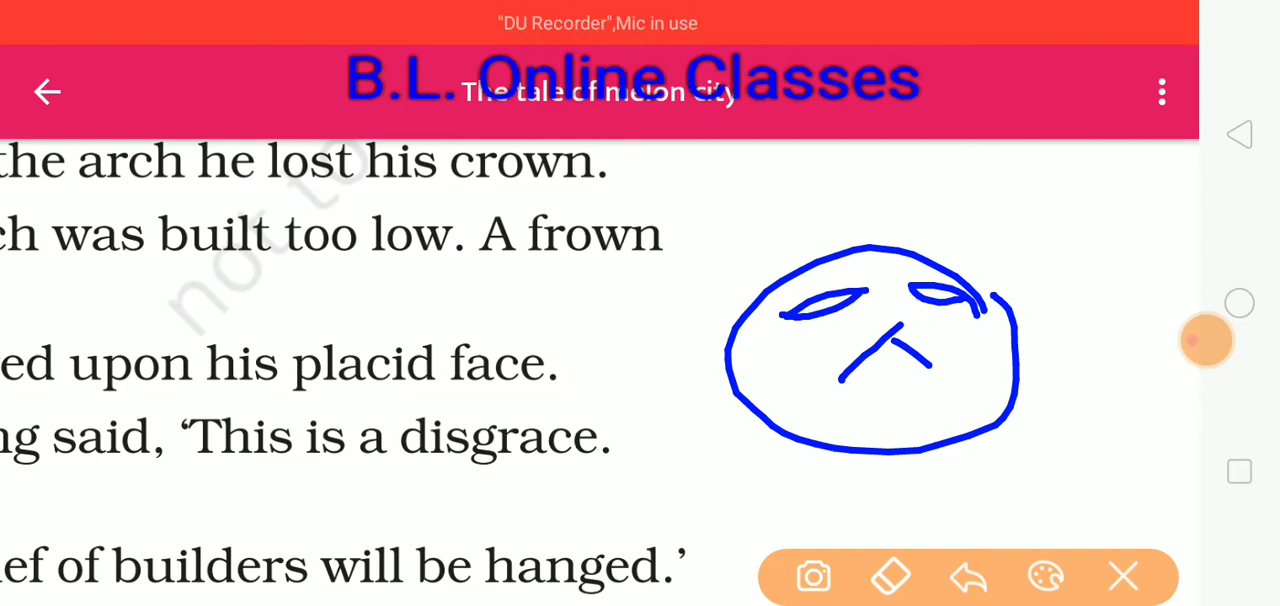 "DU Recorder",Mic in use
B.L. Online Classes
The tale of melon city
the arch he lost his crown.
ch was built too low. A frown
ed upon his placid face.
ng said, ‘This is a disgrace.
ef of builders will be hanged.’
not to